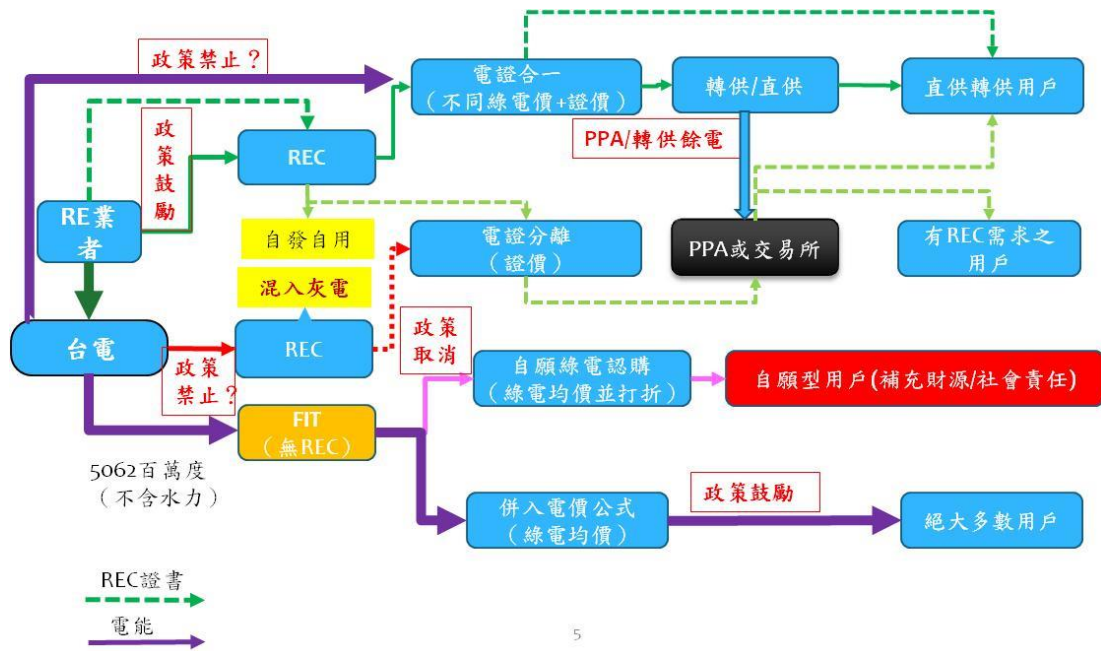 政策禁止？
電證合一
（不同綠電價+證價）
轉供/直供
直供轉供用戶
政
策
鼓
勵
REC
PPA/轉供餘電
RE業
者
自發自用
電證分離
（證價）
PPA或交易所
有REC需求之
用戶
混入灰電
台電
政策
禁止？
REC
政策
取消
自願綠電認購
（綠電均價並打折）
自願型用戶(補充財源/社會責任)
FIT
（無REC）
5062百萬度
（不含水力）
併入電價公式
（綠電均價）
政策鼓勵
絕大多數用戶
REC證書
電能
5